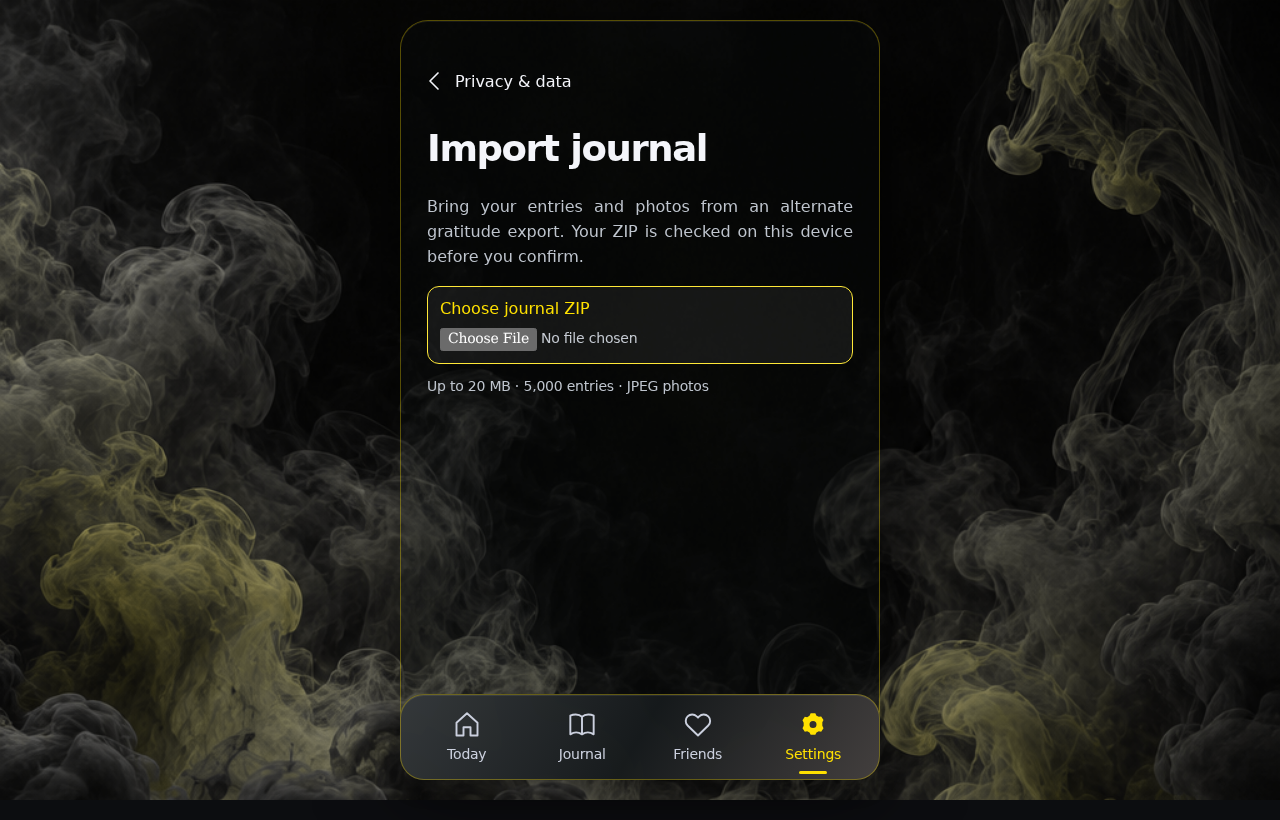 Privacy & data
Import journal
Bring your entries and photos from an alternate
gratitude export. Your ZIP is checked on this device
before you confirm.
Choose journal ZIP
Choose File No file chosen
Up to 20 MB · 5,000 entries · JPEG photos
Today Journal Friends Settings